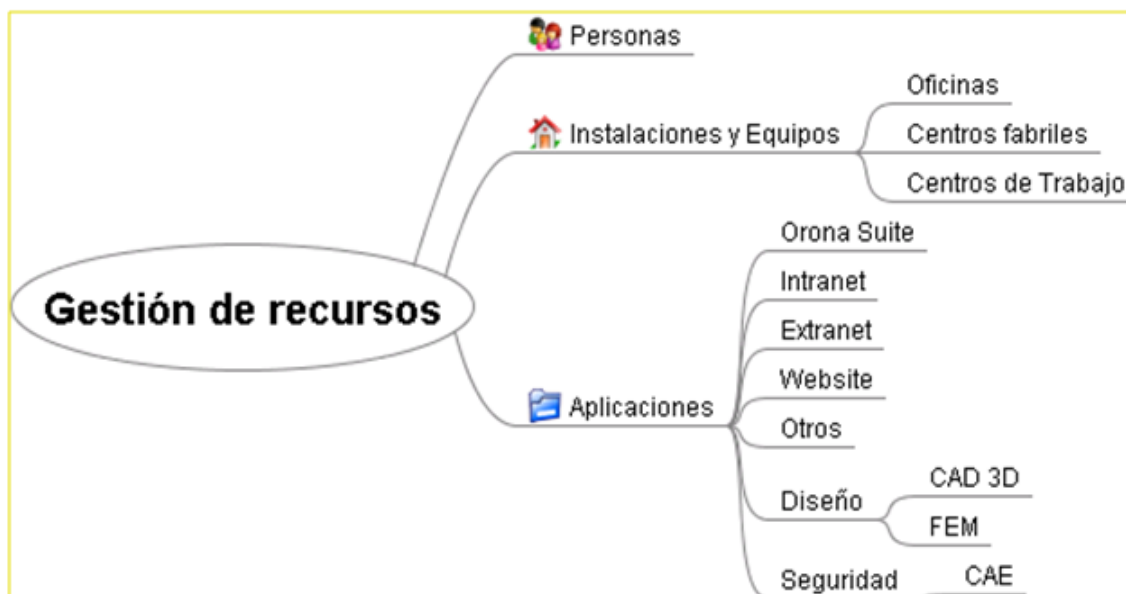 Personas
Instalaciones y Equipos
Oficinas
Centros fabriles
Centros de Trabajo
Gestión de recursos
Aplicaciones
Orona Suite
Intranet
Extranet
Website
Otros
Diseño
CAD 3D
FEM
Seguridad
CAE